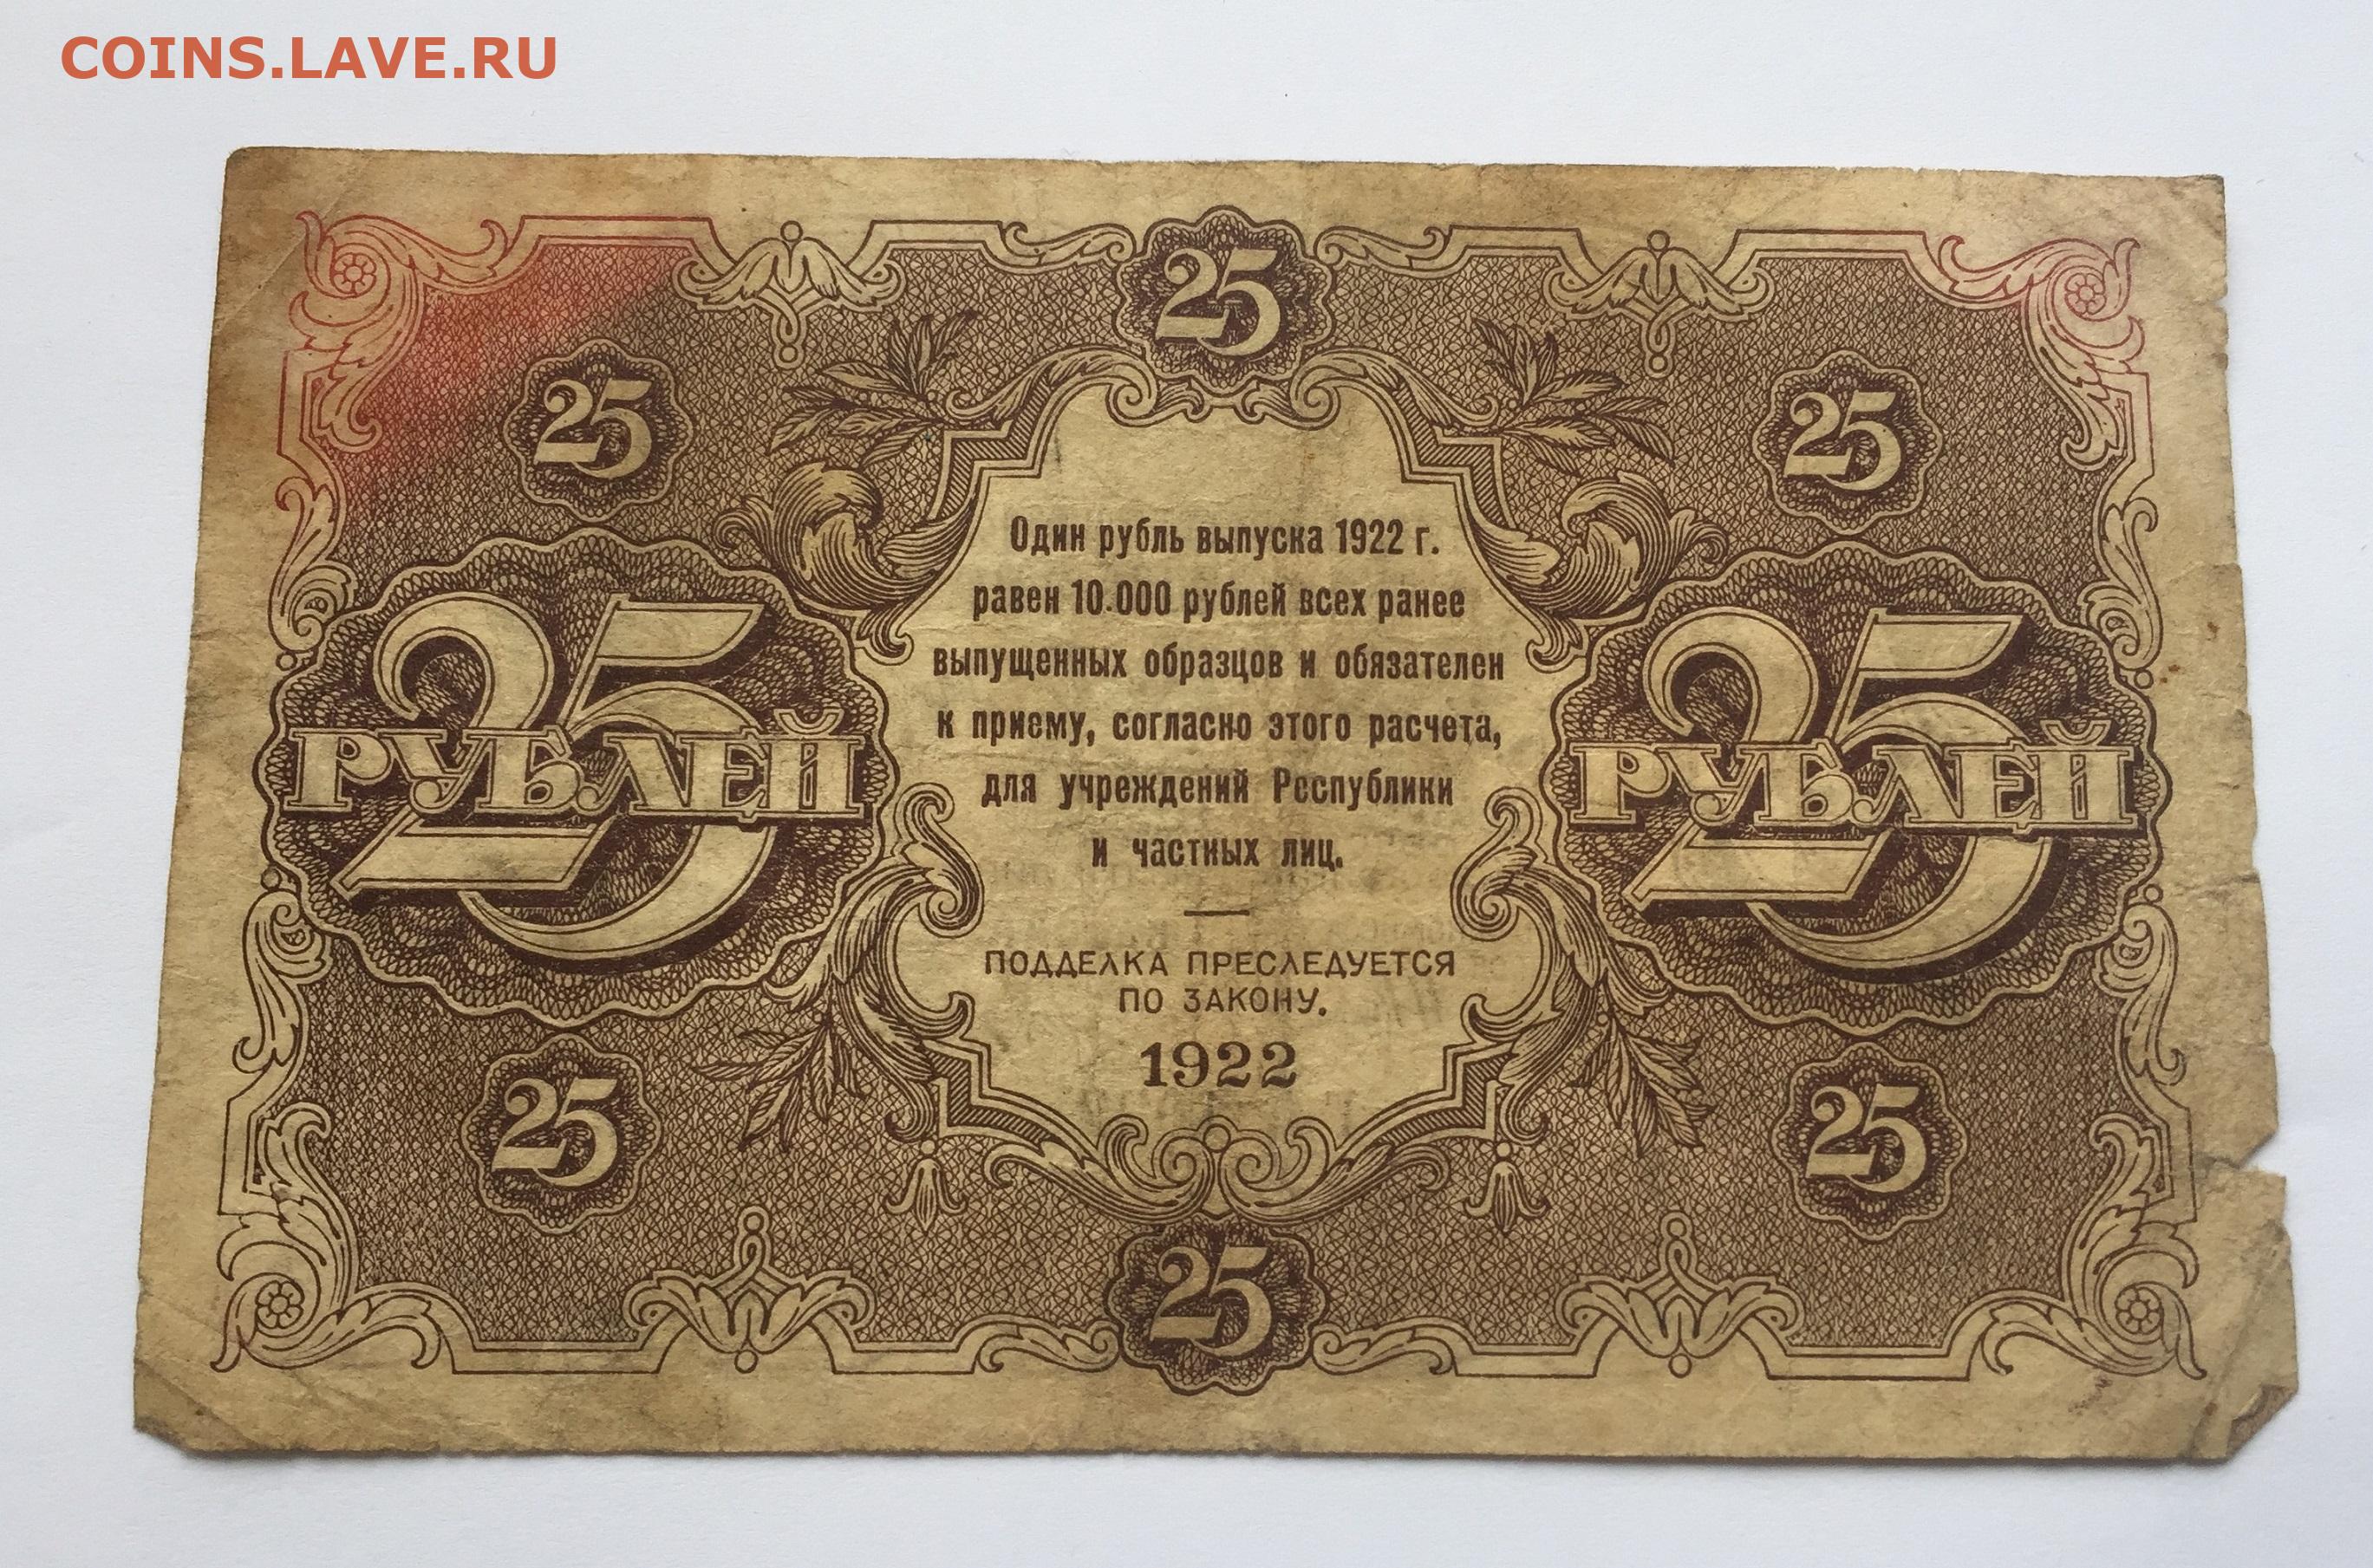 COINS.LAVE.RU
25
25
25
Один рубль выпуска 1922 г.
равен 10.000 рублей всех ранее
выпущенных образцов и обязателен
к приему, согласно этого расчета,
для учреждений Республики
и частных лиц.
25 РУБЛЕЙ
25 РУБЛЕЙ
ПОДДЕЛКА ПРЕСЛЕДУЕТСЯ
ПО ЗАКОНУ.
1922
25
25
25